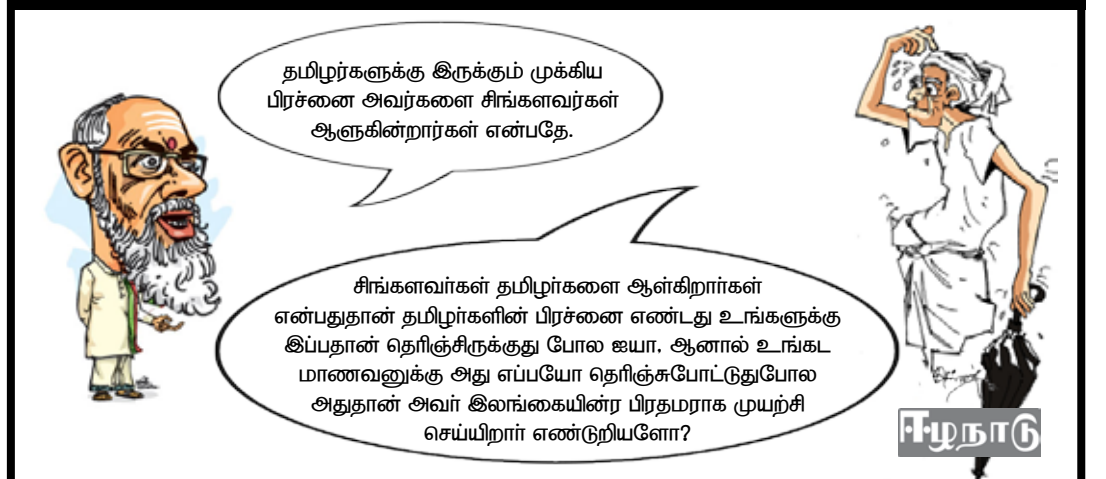 தமிழர்களுக்கு இருக்கும் முக்கிய
பிரச்னை அவர்களை சிங்களவர்கள்
ஆளுகின்றார்கள் என்பதே.
சிங்களவர்கள் தமிழர்களை ஆள்கிறார்கள்
என்பதுதான் தமிழர்களின் பிரச்னை எண்டது உங்களுக்கு
இப்பதான் தெரிஞ்சிருக்குது போல ஐயா, ஆனால் உங்கட
மாணவனுக்கு அது எப்பயோ தெரிஞ்சுபோட்டுதுபோல
அதுதான் அவர் இலங்கையின்ர பிரதமராக முயற்சி
செய்யிறார் எண்டுறியளோ?
ஈழநாடு